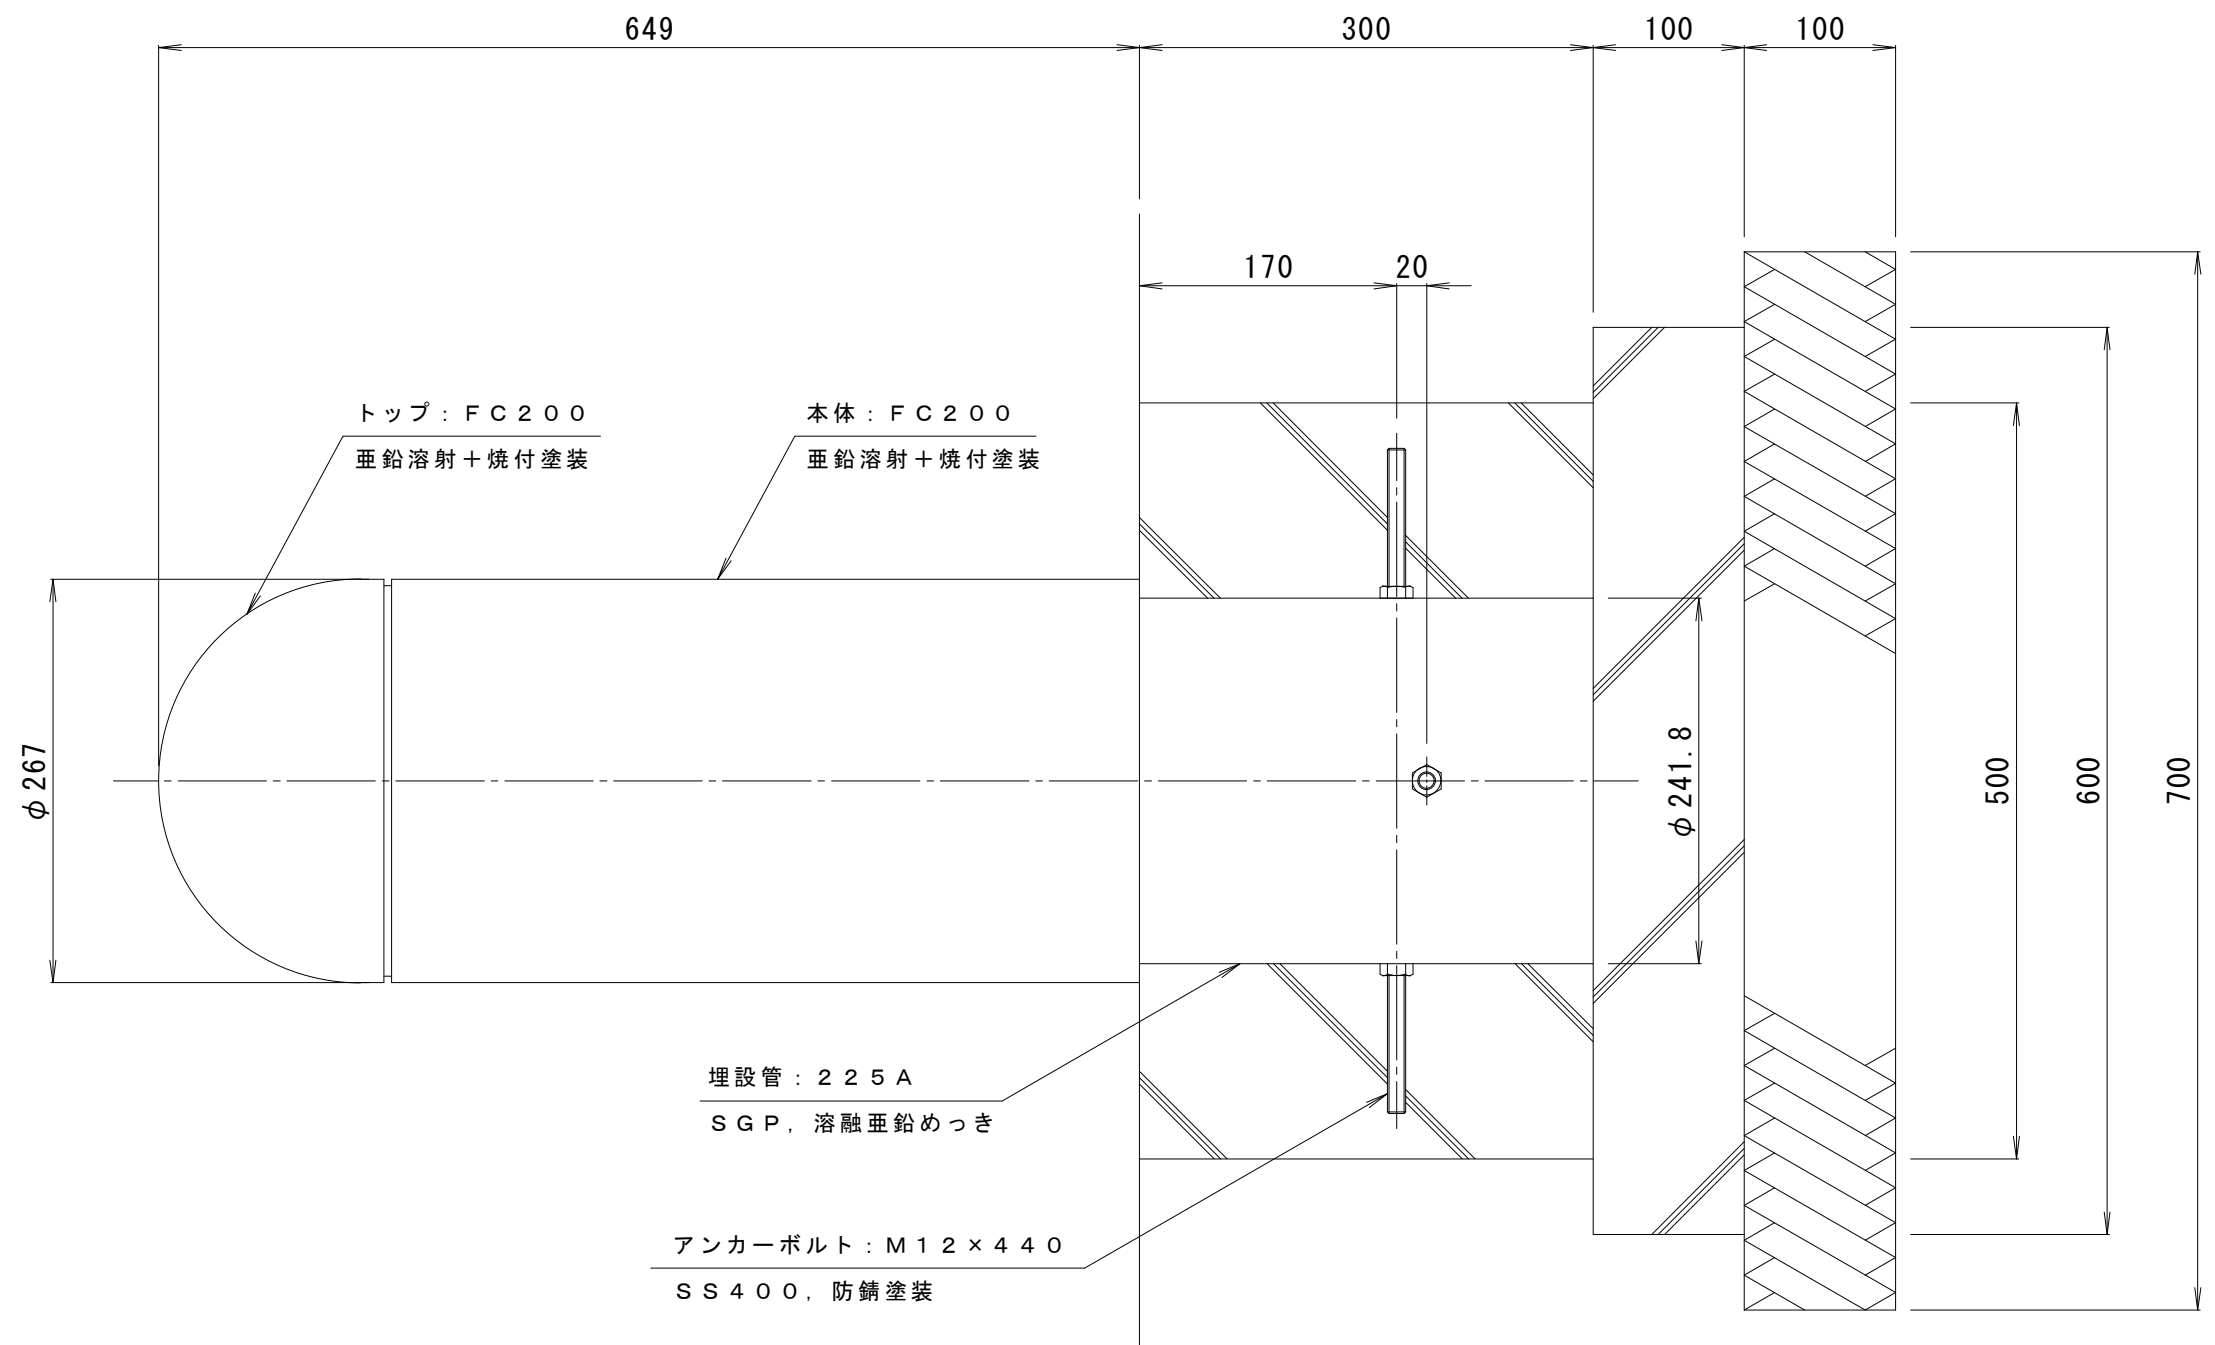 649
300
100
100
170
20
トップ：ＦＣ２００
亜鉛溶射＋焼付塗装
本体：ＦＣ２００
亜鉛溶射＋焼付塗装
φ267
φ241.8
500
600
700
埋設管：２２５Ａ
ＳＧＰ，溶融亜鉛めっき
アンカーボルト：Ｍ１２×４４０
ＳＳ４００，防錆塗装